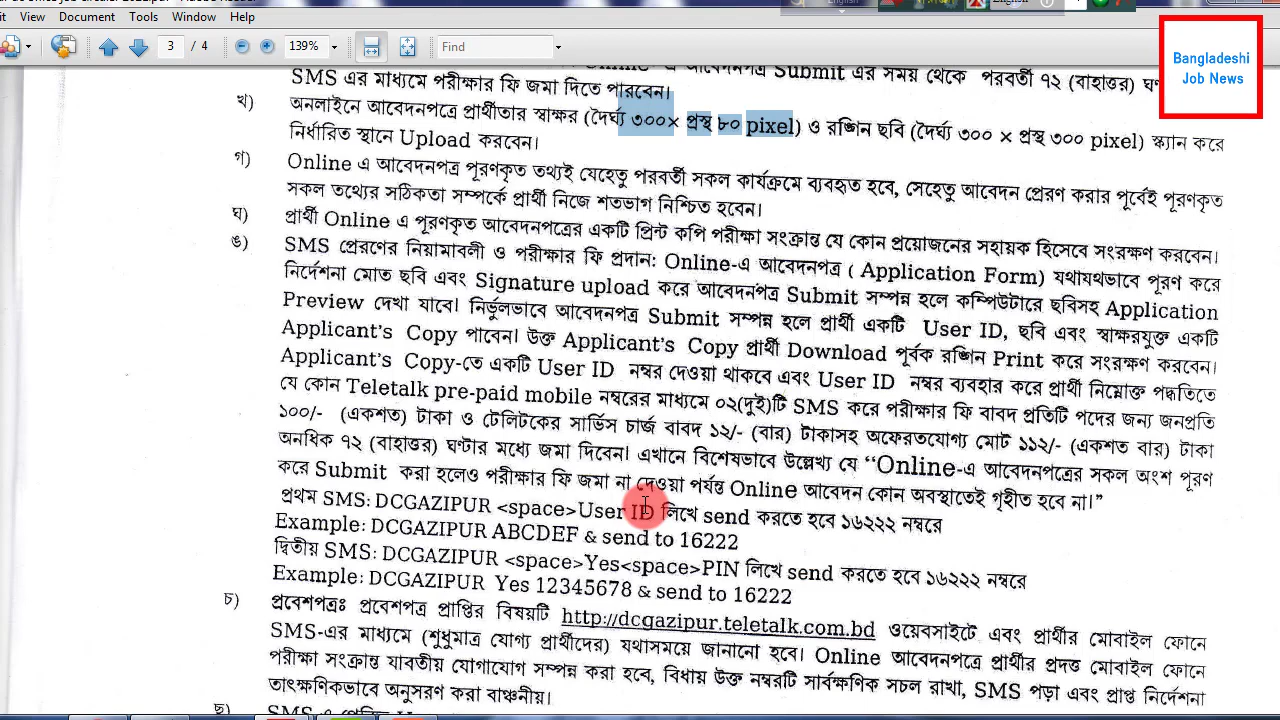 View Document Tools Window Help
3 / 4 139% Find
Bangladeshi
Job News
আবেদনপত্র Submit এর সময় থেকে পরবর্তী ৭২ (বাহাত্তর)
SMS এর মাধ্যমে পরীক্ষার ফি জমা দিতে পারবেন।
খ) অনলাইনে আবেদনপত্রে প্রার্থীতার স্বাক্ষর (দৈর্ঘ্য ৩০০× প্রস্থ ৮০ pixel) ও রঙ্গিন ছবি (দৈর্ঘ্য ৩০০ × প্রস্থ ৩০০ pixel) স্ক্যান করে
নির্ধারিত স্থানে Upload করবেন।
গ) Online এ আবেদনপত্র পূরণকৃত তথ্যই যেহেতু পরবর্তী সকল কার্যক্রমে ব্যবহৃত হবে, সেহেতু আবেদন প্রেরণ করার পূর্বেই পূরণকৃত
সকল তথ্যের সঠিকতা সম্পর্কে প্রার্থী নিজে শতভাগ নিশ্চিত হবেন।
ঘ) প্রার্থী Online এ পূরণকৃত আবেদনপত্রের একটি প্রিন্ট কপি পরীক্ষা সংক্রান্ত যে কোন প্রয়োজনের সহায়ক হিসেবে সংরক্ষণ করবেন।
ঙ) SMS প্রেরণের নিয়ামাবলী ও পরীক্ষার ফি প্রদান: Online-এ আবেদনপত্র ( Application Form) যথাযথভাবে পূরণ করে
নির্দেশনা মোত ছবি এবং Signature upload করে আবেদনপত্র Submit সম্পন্ন হলে কম্পিউটারে ছবিসহ Application
Preview দেখা যাবে। নির্ভুলভাবে আবেদনপত্র Submit সম্পন্ন হলে প্রার্থী একটি User ID, ছবি এবং স্বাক্ষরযুক্ত একটি
Applicant's Copy পাবেন। উক্ত Applicant's Copy প্রার্থী Download পূর্বক রঙ্গিন Print করে সংরক্ষণ করবেন।
Applicant's Copy-তে একটি User ID নম্বর দেওয়া থাকবে এবং User ID নম্বর ব্যবহার করে প্রার্থী নিম্নোক্ত পদ্ধতিতে
যে কোন Teletalk pre-paid mobile নম্বরের মাধ্যমে ০২(দুই)টি SMS করে পরীক্ষার ফি বাবদ প্রতিটি পদের জন্য জনপ্রতি
১০০/- (একশত) টাকা ও টেলিটকের সার্ভিস চার্জ বাবদ ১২/- (বার) টাকাসহ অফেরতযোগ্য মোট ১১২/- (একশত বার) টাকা
অনধিক ৭২ (বাহাত্তর) ঘণ্টার মধ্যে জমা দিবেন। এখানে বিশেষভাবে উল্লেখ্য যে “Online-এ আবেদনপত্রের সকল অংশ পূরণ
করে Submit করা হলেও পরীক্ষার ফি জমা না দেওয়া পর্যন্ত Online আবেদন কোন অবস্থাতেই গৃহীত হবে না।”
প্রথম SMS: DCGAZIPUR <space>User ID লিখে send করতে হবে ১৬২২২ নম্বরে
Example: DCGAZIPUR ABCDEF & send to 16222
দ্বিতীয় SMS: DCGAZIPUR <space>Yes<space>PIN লিখে send করতে হবে ১৬২২২ নম্বরে
Example: DCGAZIPUR Yes 12345678 & send to 16222
চ) প্রবেশপত্রঃ প্রবেশপত্র প্রাপ্তির বিষয়টি http://dcgazipur.teletalk.com.bd ওয়েবসাইটে এবং প্রার্থীর মোবাইল ফোনে
SMS-এর মাধ্যমে (শুধুমাত্র যোগ্য প্রার্থীদের) যথাসময়ে জানানো হবে। Online আবেদনপত্রে প্রার্থীর প্রদত্ত মোবাইল ফোনে
পরীক্ষা সংক্রান্ত যাবতীয় যোগাযোগ সম্পন্ন করা হবে, বিধায় উক্ত নম্বরটি সার্বক্ষণিক সচল রাখা, SMS পড়া এবং প্রাপ্ত নির্দেশনা
তাৎক্ষণিকভাবে অনুসরণ করা বাঞ্চনীয়।